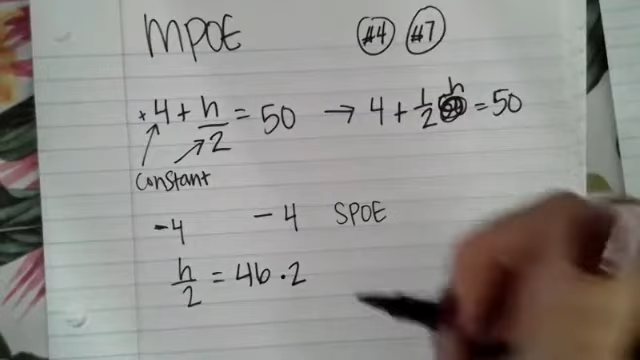 MPOE #4 #7
+4 + h/2 = 50 → 4 + 1/2 h = 50
constant
-4 -4 SPOE
h/2 = 46 · 2